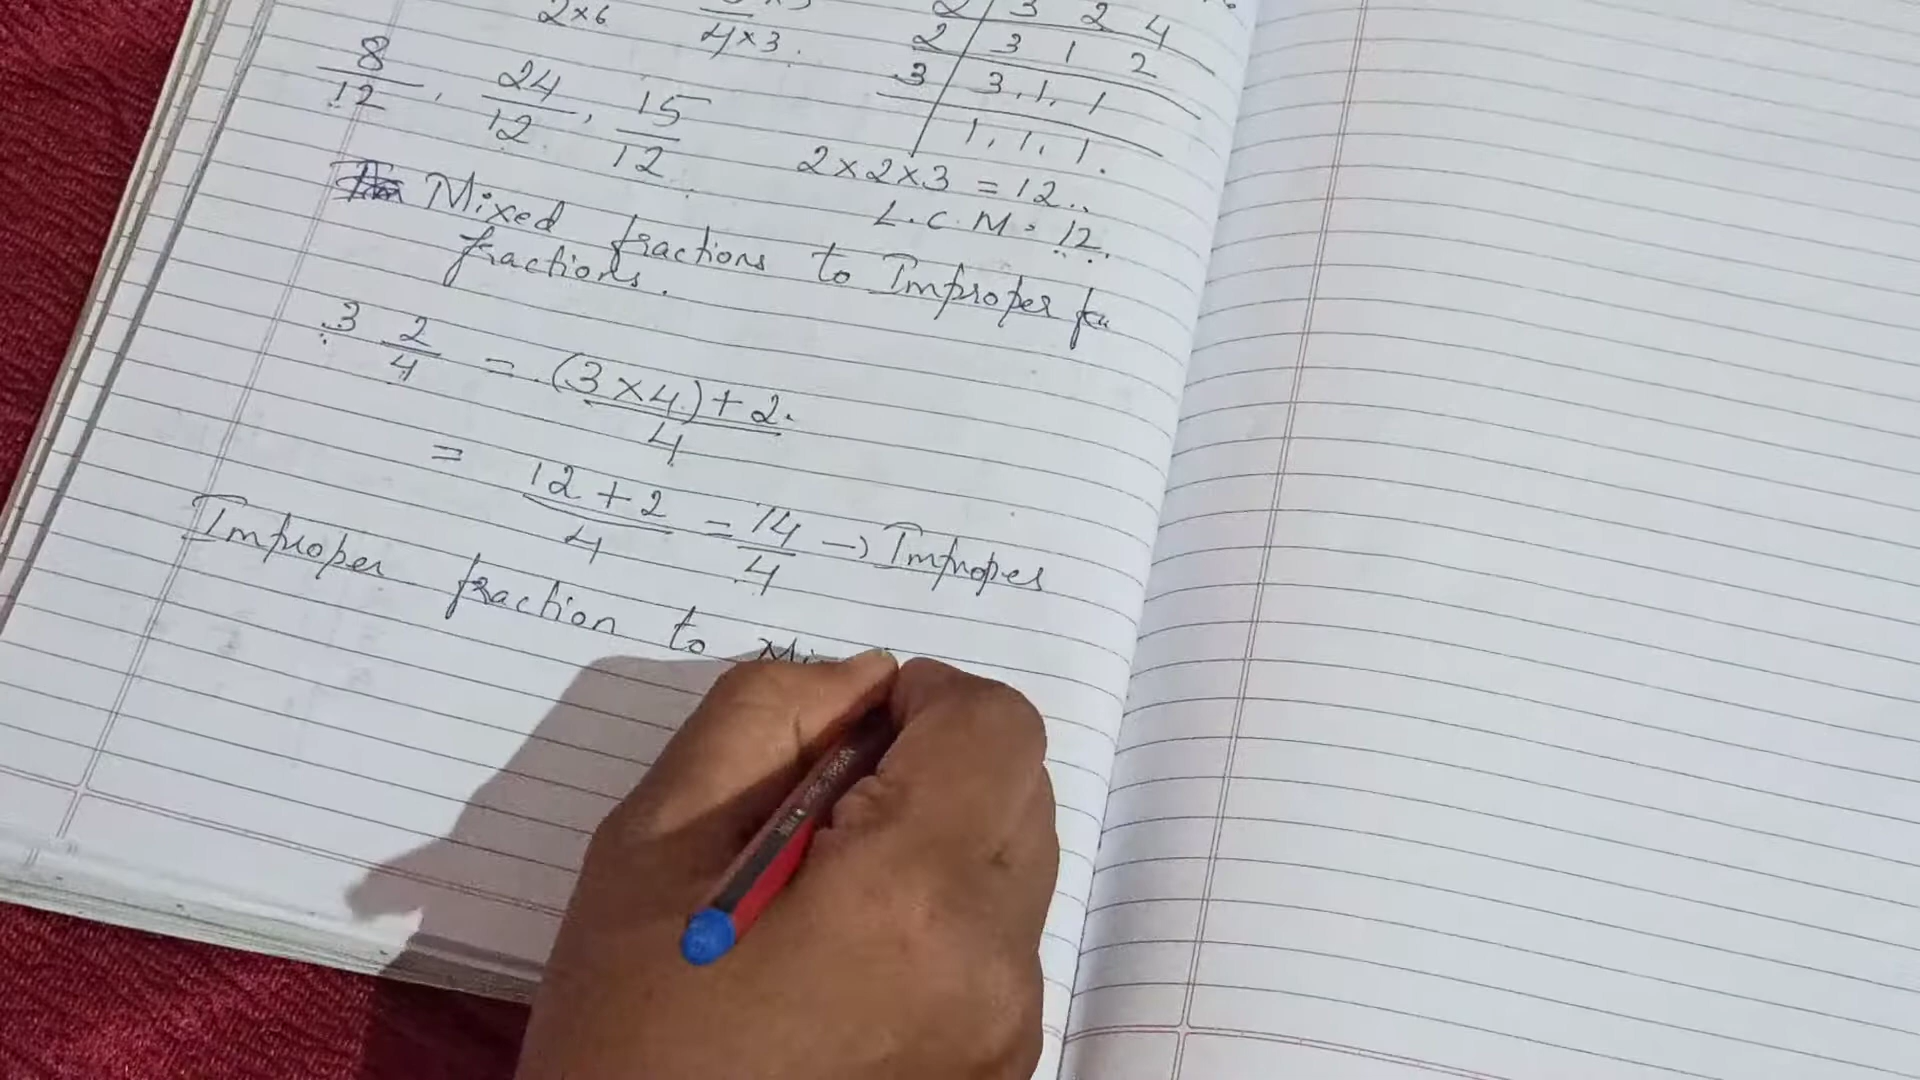 2 3 2 4
2×6 4×3.
2 3 1 2
8/12, 24/12, 15/12
3 3, 1, 1
1, 1, 1.
2×2×3 = 12..
L.C.M = 12.
Mixed fractions to Improper
fractions.
3 2/4 = (3×4)+2/4
= 12+2/4 = 14/4 → Improper
Improper fraction to Mi